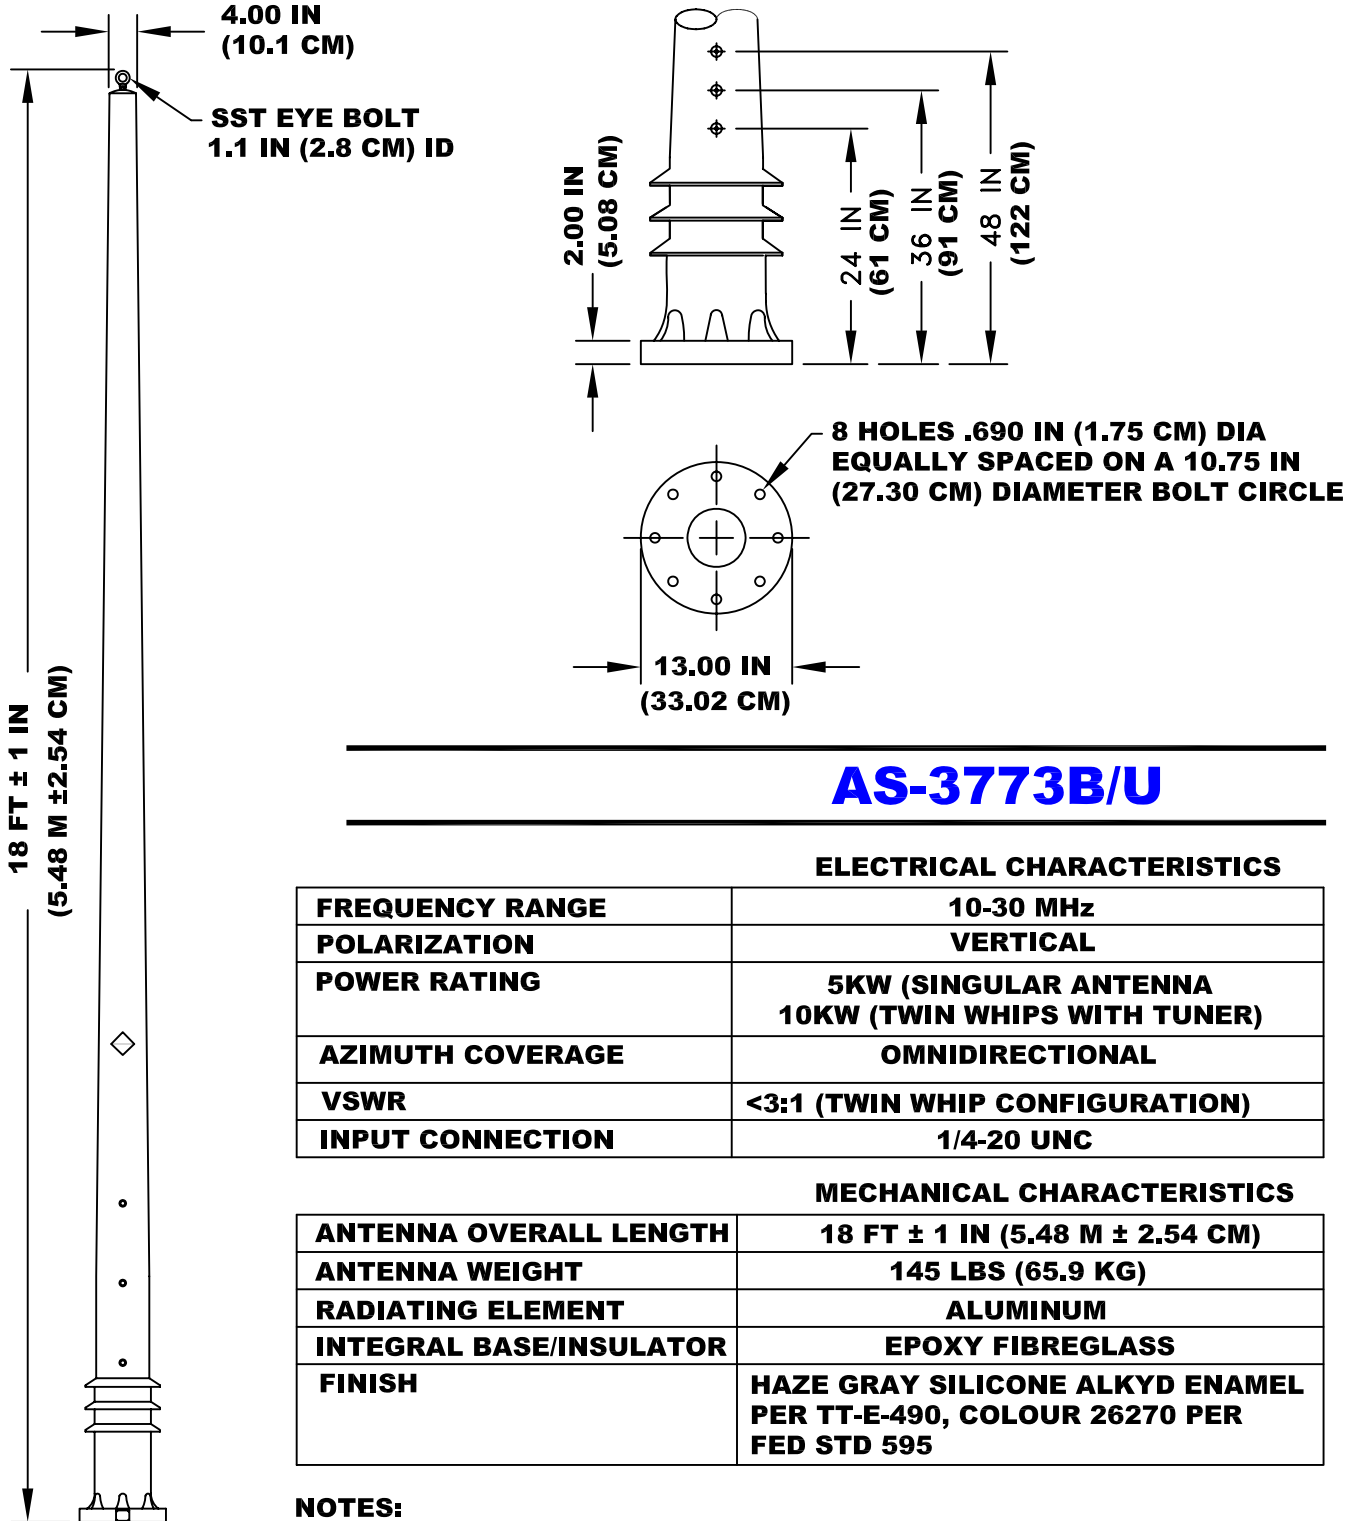 4.00 IN
(10.1 CM)
SST EYE BOLT
1.1 IN (2.8 CM) ID
18 FT ± 1 IN
(5.48 M ±2.54 CM)
2.00 IN
(5.08 CM)
24 IN
(61 CM)
36 IN
(91 CM)
48 IN
(122 CM)
8 HOLES .690 IN (1.75 CM) DIA
EQUALLY SPACED ON A 10.75 IN
(27.30 CM) DIAMETER BOLT CIRCLE
13.00 IN
(33.02 CM)
AS-3773B/U
ELECTRICAL CHARACTERISTICS
FREQUENCY RANGE 10-30 MHz
POLARIZATION VERTICAL
POWER RATING 5KW (SINGULAR ANTENNA
10KW (TWIN WHIPS WITH TUNER)
AZIMUTH COVERAGE OMNIDIRECTIONAL
VSWR <3:1 (TWIN WHIP CONFIGURATION)
INPUT CONNECTION 1/4-20 UNC
MECHANICAL CHARACTERISTICS
ANTENNA OVERALL LENGTH 18 FT ± 1 IN (5.48 M ± 2.54 CM)
ANTENNA WEIGHT 145 LBS (65.9 KG)
RADIATING ELEMENT ALUMINUM
INTEGRAL BASE/INSULATOR EPOXY FIBREGLASS
FINISH HAZE GRAY SILICONE ALKYD ENAMEL
PER TT-E-490, COLOUR 26270 PER
FED STD 595
NOTES: